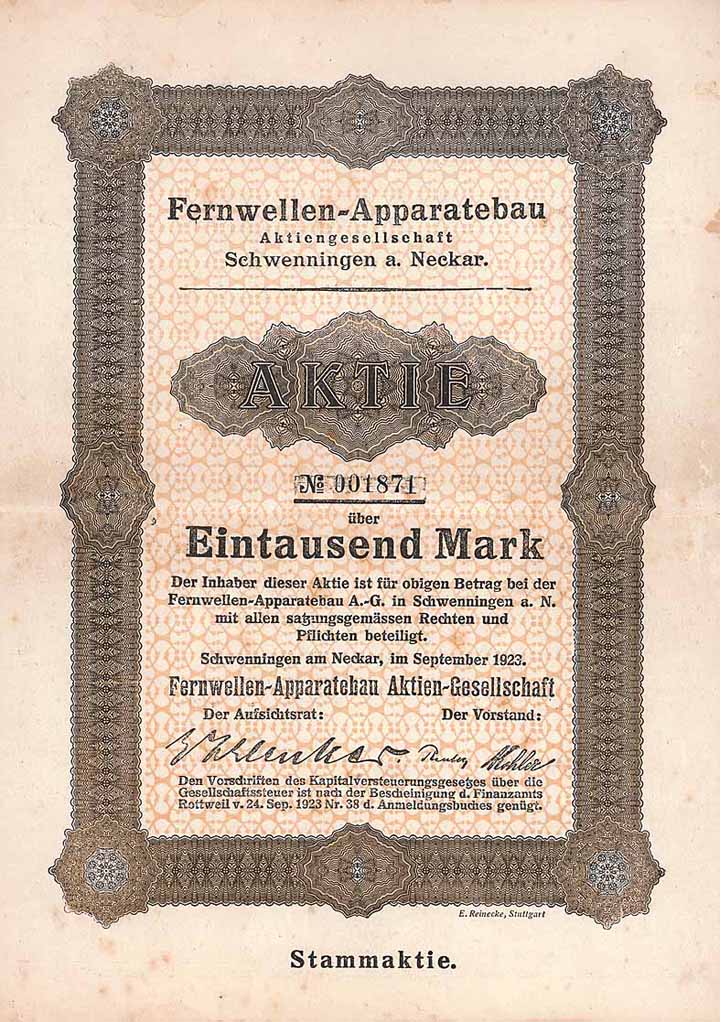 Fernwellen-Apparatebau
Aktiengesellschaft
Schwenningen a. Neckar.
AKTIE
№ 001871
über
Eintausend Mark
Der Inhaber dieser Aktie ist für obigen Betrag bei der
Fernwellen-Apparatebau A.-G. in Schwenningen a. N.
mit allen satzungsgemässen Rechten und
Pflichten beteiligt.
Schwenningen am Neckar, im September 1923.
Fernwellen-Apparatebau Aktien-Gesellschaft
Der Aufsichtsrat: Der Vorstand:
Den Vorschriften des Kapitalversteuerungsgesetzes über die
Gesellschaftssteuer ist nach der Bescheinigung d. Finanzamts
Rottweil v. 24. Sep. 1923 Nr. 38 d. Anmeldungsbuches genügt.
E. Reinecke, Stuttgart
Stammaktie.